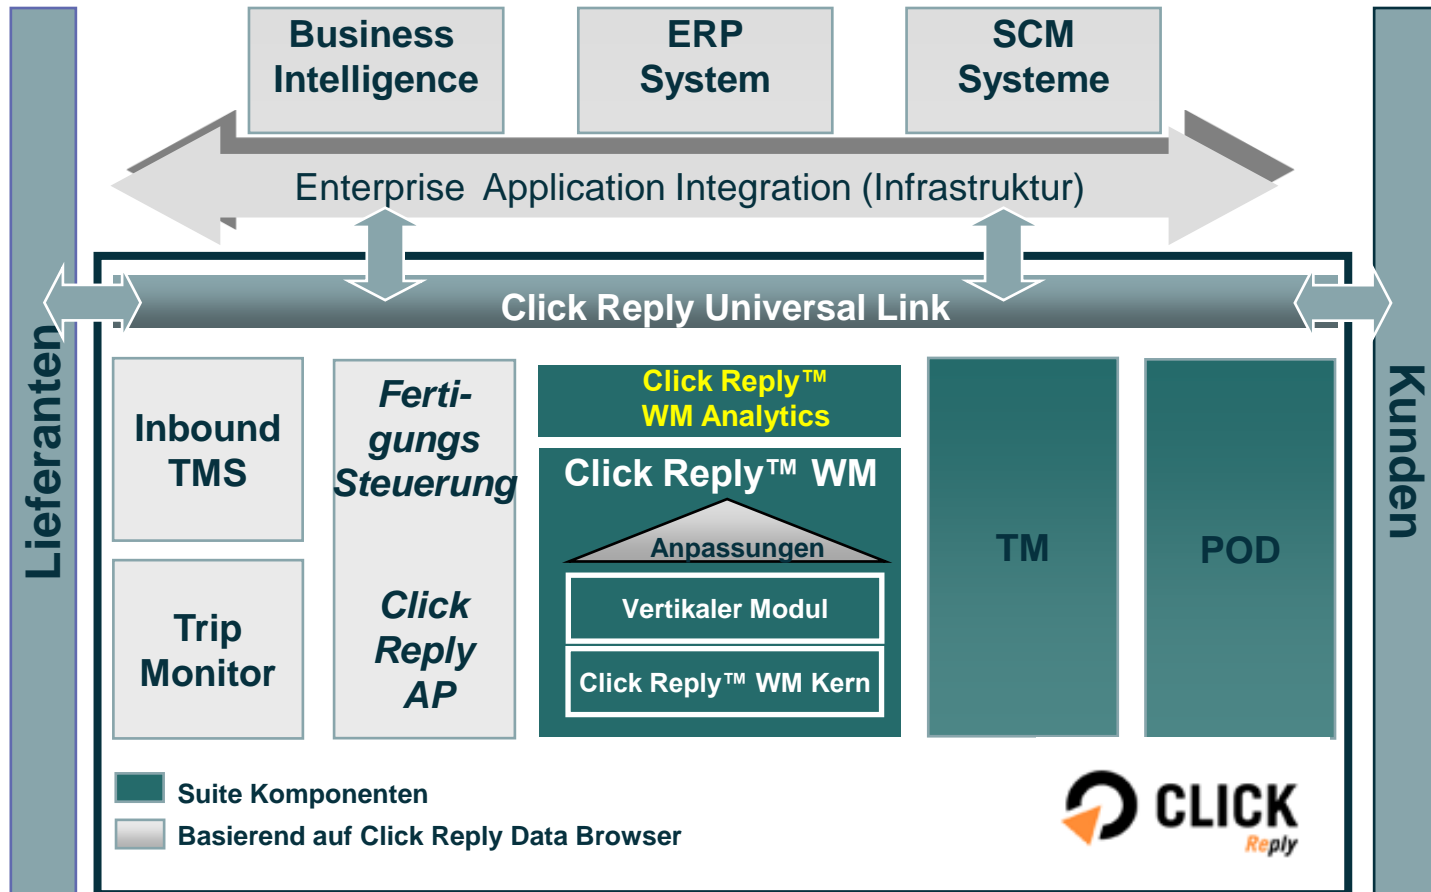 Business
Intelligence
ERP
System
SCM
Systeme
Enterprise  Application Integration (Infrastruktur)
Click Reply Universal Link
Lieferanten
Kunden
Inbound
TMS
Trip
Monitor
Ferti-
gungs
Steuerung
Click
Reply
AP
Click Reply™
WM Analytics
Click Reply™ WM
Anpassungen
Vertikaler Modul
Click Reply™ WM Kern
TM
POD
Suite Komponenten
Basierend auf Click Reply Data Browser
CLICK
Reply